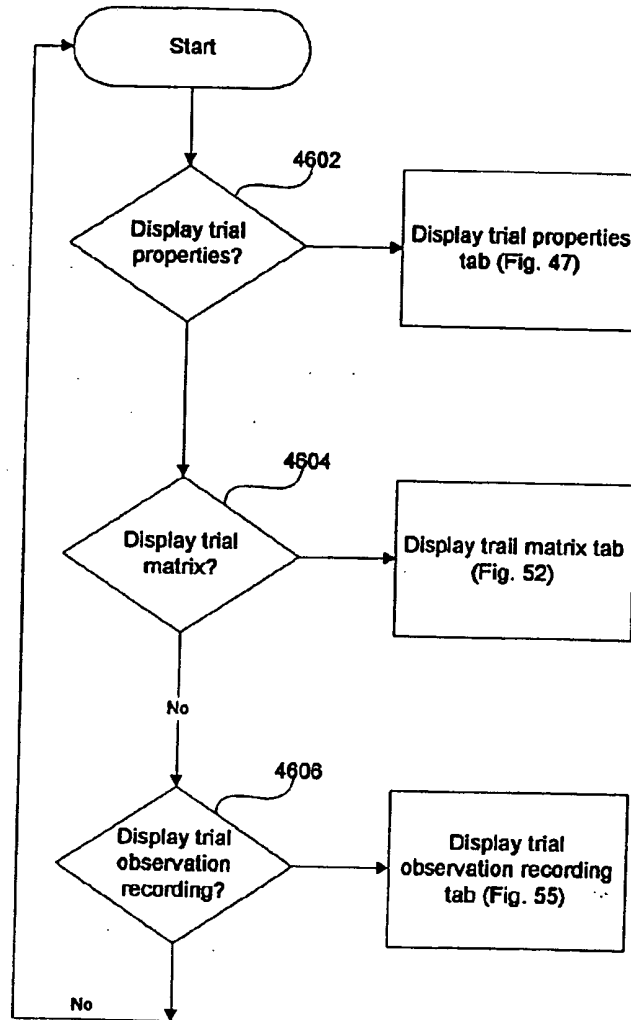 Start
4602
Display trial
properties?
Display trial properties
tab (Fig. 47)
4604
Display trial
matrix?
Display trail matrix tab
(Fig. 52)
No
4606
Display trial
observation
recording?
Display trial
observation recording
tab (Fig. 55)
No